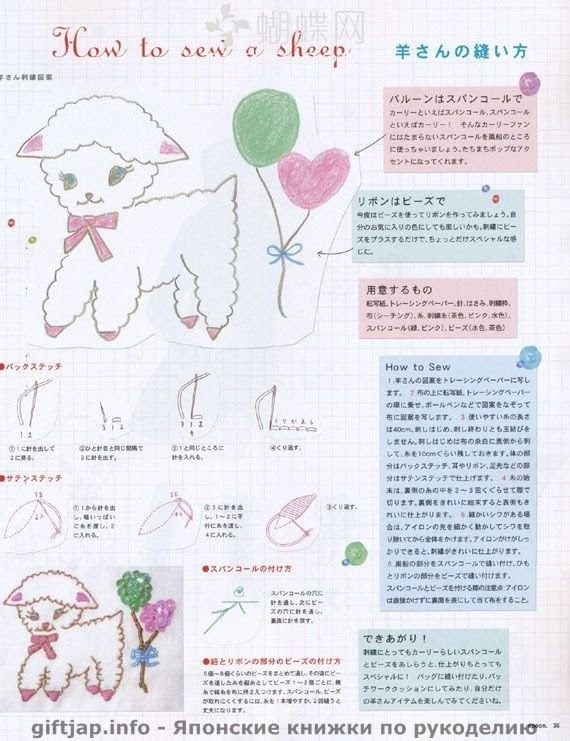 蝴蝶网
How to sew a sheep
羊さんの縫い方
羊さん刺繍図案
バルーンはスパンコールで
カーリーといえばスパンコール、スパンコール
といえばカーリー！ そんなカーリーファン
にはたまらないスパンコールを風船のところ
に使っちゃいましょう。たちまちポップなア
クセントになってくれます。
リボンはビーズで
今度はビーズを使ってリボンを作ってみましょう。自
分のお気に入りの色にしても楽しいかも。刺繍にビー
ズをプラスするだけで、ちょっとだけスペシャルな感
じに。
用意するもの
転写紙、トレーシングペーパー、針、はさみ、刺繍枠、
布(シーチング)、糸、刺繍糸(茶色、ピンク、水色)、
スパンコール(緑、ピンク)、ビーズ(水色、茶色)
●バックステッチ
1 2
3 1 2
3 1 2
4
①1に針を出して
2に戻る。
②ひと針目と同じ間隔で
3に針を出す。
③1と同じところに
針を入れる。
④くり返す。
How to Sew
1.羊さんの図案をトレーシングペーパーに写し
ます。 2.布の上に転写紙、トレーシングペーパー
の順に乗せ、ボールペンなどで図案をなぞって
布に図案を写します。 3.使いやすい糸の長さ
は40cm。刺しはじめ、刺し終わりとも玉結びを
しません。刺しはじめは布の余白に表側から刺
して、糸を10cmぐらい残しておきます。体の部
分はバックステッチ、耳やリボン、足先などの部
分はサテンステッチで仕上げます。 4.糸の始
末は、裏側の糸の中を2〜3回くぐらせて際で
切ります。裏側をきれいに始末すると表側もき
れいに仕上がります。 5.細かいシワがある場
合は、アイロンの先を細かく動かしてシワを取
り除いてから全体をかけます。アイロンがけがしっ
かりできると、刺繍がきれいに仕上がります。
6.風船の部分をスパンコールで縫い付け、ひも
とリボンの部分をビーズで縫い付けます。
スパンコールとビーズを付ける際の注意点:アイロン
は直接かけずに裏面を表にして当て布をすること。
●サテンステッチ
①1から針を出
し、幅いっぱい
に糸を渡し、2
に入れる。
②3に針を出
し、1〜2に平
行に糸を渡し、
4に入れる。
③くり返す。
●スパンコールの付け方
スパンコールの穴に
針を通し、次にビー
ズの穴に針を通し、
裏面に針を戻す。
●紐とリボンの部分のビーズの付け方
5個〜8個くらいのビーズをまとめて通し、その後にビー
ズを通した糸を縦糸としてビーズ1〜2個ごとに、横
糸で縦糸を布に押さえつけます。スパンコール、ビーズ
が取れにくくするには、糸を1本増やすか、2回縫うと
丈夫になります。
できあがり！
刺繍にとってもカーリーらしいスパンコール
とビーズをあしらうと、仕上がりもとっても
スペシャルに！ バッグに縫い付けたり、パッ
チワーククッションにしてみたり、自分だけ
の羊さんアイテムを楽しんでみてくださいね。
spoon. 36
giftjap.info - Японские книжки по рукоделию